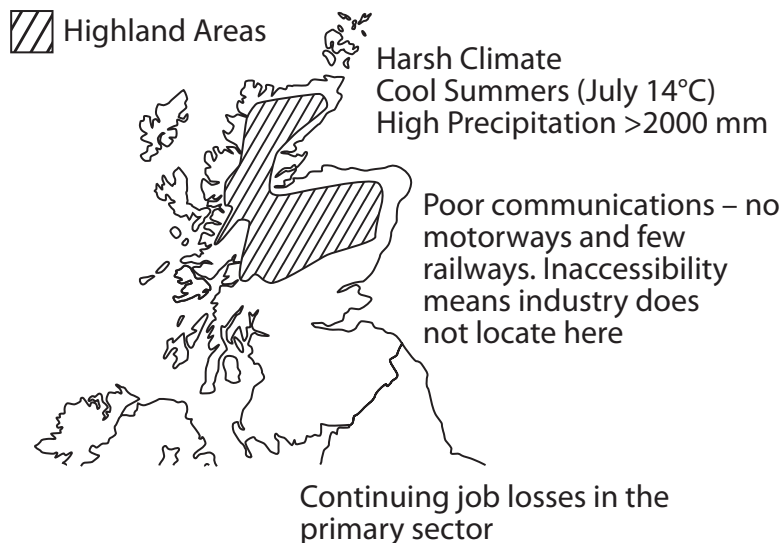 Highland Areas
Harsh Climate
Cool Summers (July 14°C)
High Precipitation >2000 mm
Poor communications – no
motorways and few
railways. Inaccessibility
means industry does
not locate here
Continuing job losses in the
primary sector